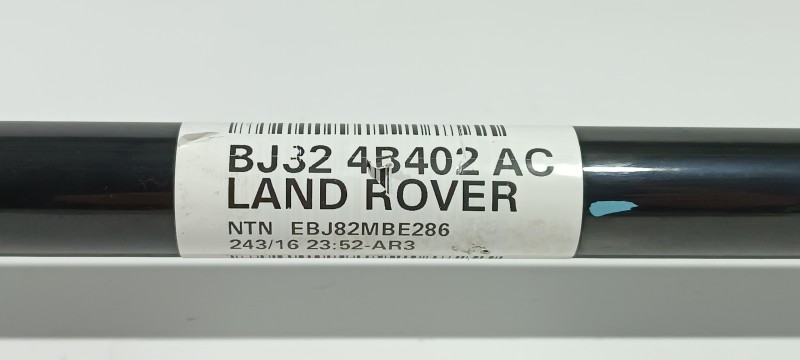 BJ32 4B402 AC
LAND ROVER
NTN EBJ82MBE286
243/16 23:52-AR3